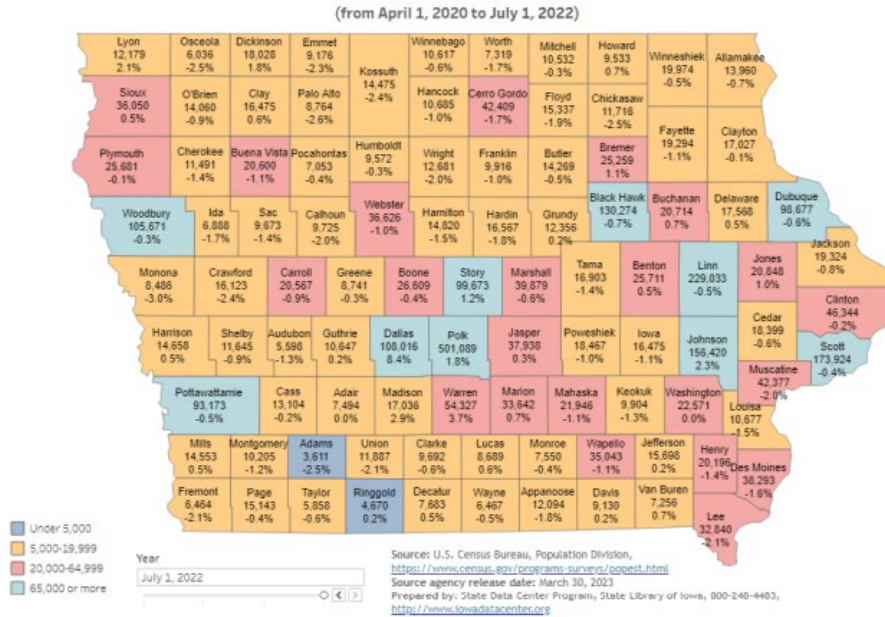 (from April 1, 2020 to July 1, 2022)
Lyon
12,179
2.1%
Osceola
6,036
-2.5%
Dickinson
18,028
1.8%
Emmet
9,176
-2.3%
Kossuth
14,475
-2.4%
Winnebago
10,617
-0.6%
Worth
7,319
-1.7%
Mitchell
10,532
-0.3%
Howard
9,533
0.7%
Winneshiek
19,974
-0.5%
Allamakee
13,960
-0.7%
Sioux
36,050
0.5%
O'Brien
14,060
-0.9%
Clay
16,475
0.6%
Palo Alto
8,764
-2.6%
Hancock
10,685
-1.0%
Cerro Gordo
42,409
-1.7%
Floyd
15,337
-1.9%
Chickasaw
11,716
-2.5%
Fayette
19,294
-1.1%
Clayton
17,027
-0.1%
Plymouth
25,681
-0.1%
Cherokee
11,491
-1.4%
Buena Vista
20,600
-1.1%
Pocahontas
7,053
-0.4%
Humboldt
9,572
-0.3%
Wright
12,681
-2.0%
Franklin
9,916
-1.0%
Butler
14,269
-0.5%
Bremer
25,259
1.1%
Woodbury
105,671
-0.3%
Ida
6,888
-1.7%
Sac
9,673
-1.4%
Calhoun
9,725
-2.0%
Webster
36,626
-1.0%
Hamilton
14,820
-1.5%
Hardin
16,567
-1.8%
Grundy
12,356
0.2%
Black Hawk
130,274
-0.7%
Buchanan
20,714
0.7%
Delaware
17,568
0.5%
Dubuque
98,677
-0.6%
Monona
8,486
-3.0%
Crawford
16,123
-2.4%
Carroll
20,567
-0.9%
Greene
8,741
-0.3%
Boone
26,609
-0.4%
Story
99,673
1.2%
Marshall
39,879
-0.6%
Tama
16,903
-1.4%
Benton
25,711
0.5%
Linn
229,033
-0.5%
Jones
20,848
1.0%
Jackson
19,324
-0.8%
Clinton
46,344
-0.2%
Harrison
14,658
0.5%
Shelby
11,645
-0.9%
Audubon
5,598
-1.3%
Guthrie
10,647
0.2%
Dallas
108,016
8.4%
Polk
501,089
1.8%
Jasper
37,938
0.3%
Poweshiek
18,467
-1.0%
Iowa
16,475
-1.1%
Johnson
156,420
2.3%
Cedar
18,399
-0.6%
Scott
173,924
-0.4%
Muscatine
42,377
-2.0%
Pottawattamie
93,173
-0.5%
Cass
13,104
-0.2%
Adair
7,494
0.0%
Madison
17,036
2.9%
Warren
54,327
3.7%
Marion
33,642
0.7%
Mahaska
21,946
-1.1%
Keokuk
9,904
-1.3%
Washington
22,571
0.0%
Louisa
10,677
-1.5%
Mills
14,553
0.5%
Montgomery
10,205
-1.2%
Adams
3,611
-2.5%
Union
11,887
-2.1%
Clarke
9,692
-0.6%
Lucas
8,689
0.6%
Monroe
7,550
-0.4%
Wapello
35,043
-1.1%
Jefferson
15,698
0.2%
Henry
20,196
-1.4%
Des Moines
38,293
-1.6%
Fremont
6,464
-2.1%
Page
15,143
-0.4%
Taylor
5,858
-0.6%
Ringgold
4,670
0.2%
Decatur
7,683
0.5%
Wayne
6,467
-0.5%
Appanoose
12,094
-1.8%
Davis
9,130
0.2%
Van Buren
7,256
0.7%
Lee
32,840
-2.1%
Under 5,000
5,000-19,999
20,000-64,999
65,000 or more
Year
July 1, 2022
Source: U.S. Census Bureau, Population Division,
https://www.census.gov/programs-surveys/popest.html
Source agency release date: March 30, 2023
Prepared by: State Data Center Program, State Library of Iowa, 800-248-4483,
http://www.iowadatacenter.org